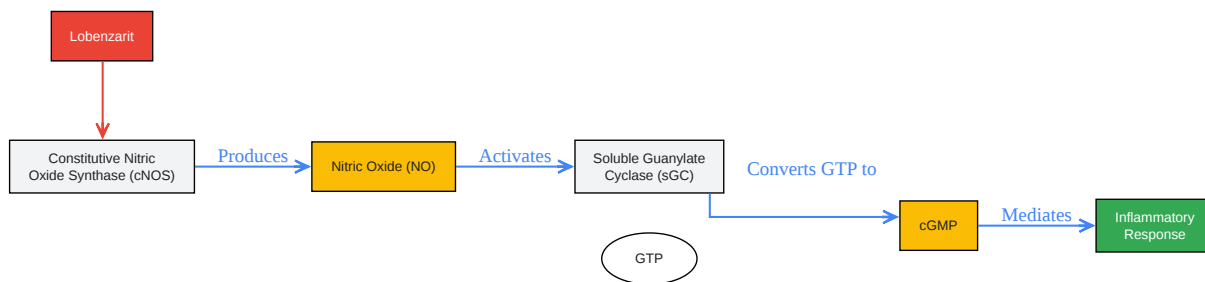 Lobenzarit
Constitutive Nitric
Oxide Synthase (cNOS)
Produces
Nitric Oxide (NO)
Activates
Soluble Guanylate
Cyclase (sGC)
Converts GTP to
GTP
cGMP
Mediates
Inflammatory
Response